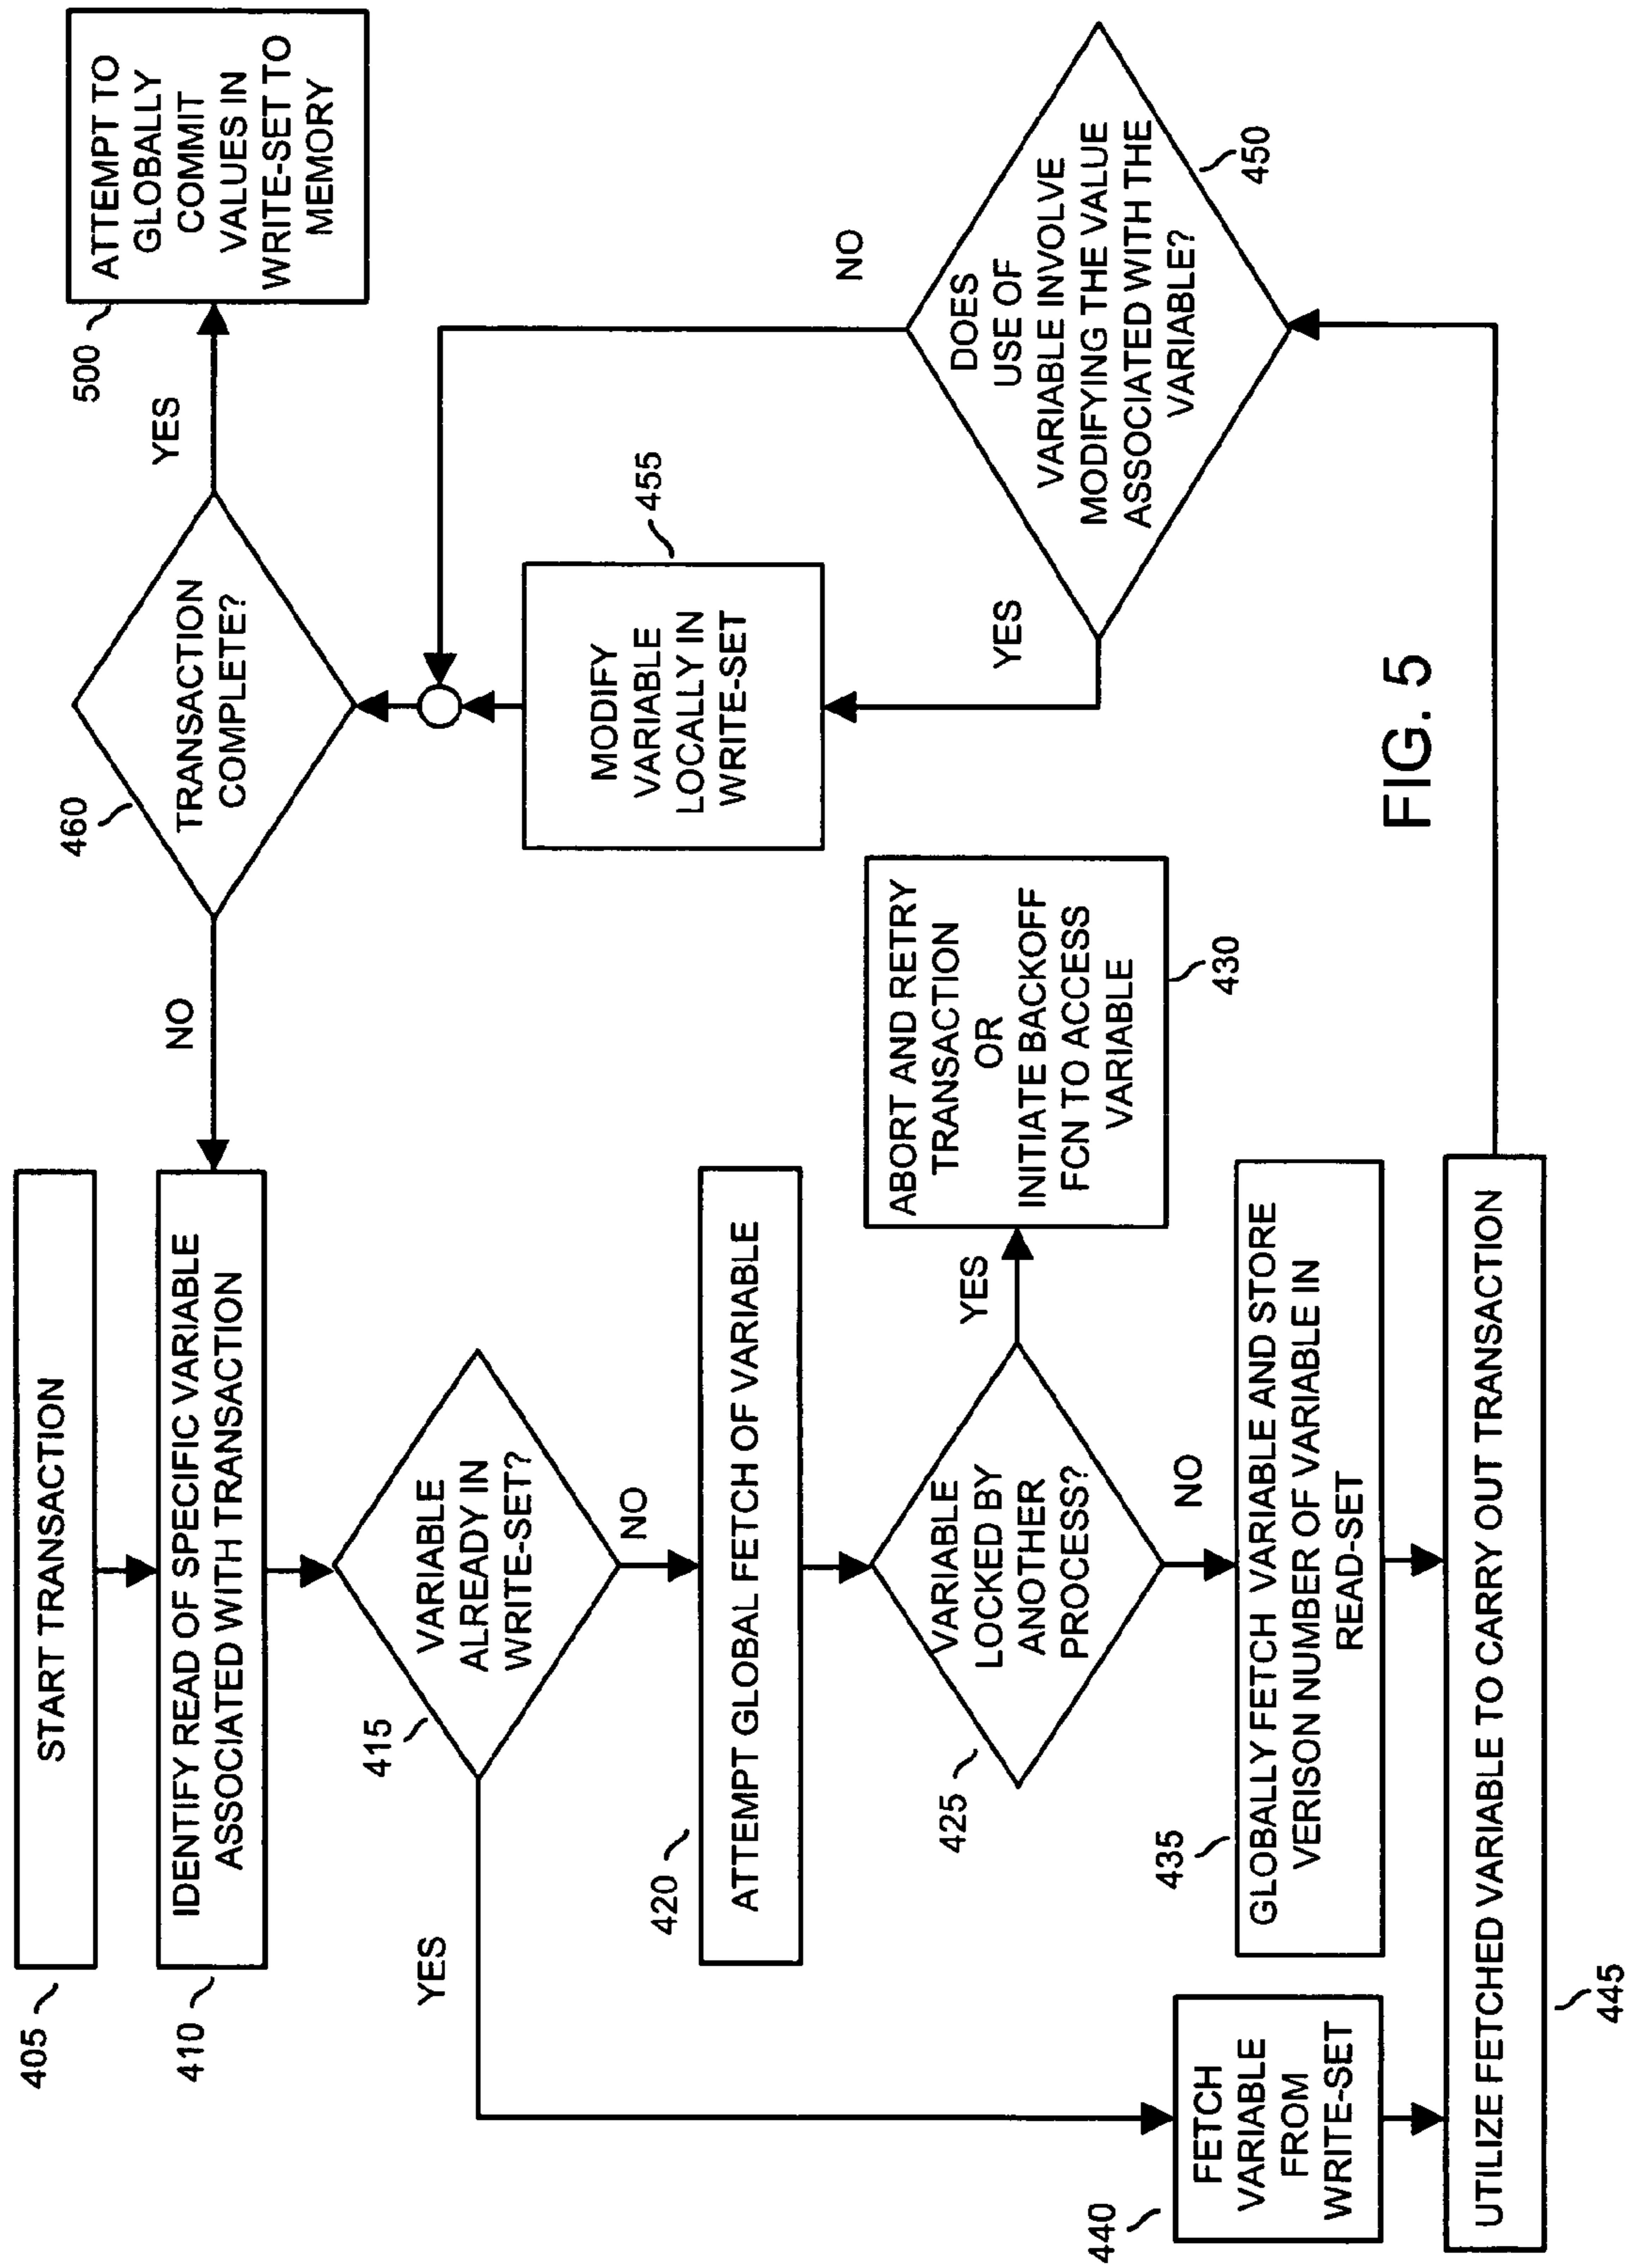 405
START TRANSACTION
410
IDENTIFY READ OF SPECIFIC VARIABLE
ASSOCIATED WITH TRANSACTION
415
VARIABLE
ALREADY IN
WRITE-SET?
YES
NO
420
ATTEMPT GLOBAL FETCH OF VARIABLE
425
VARIABLE
LOCKED BY
ANOTHER
PROCESS?
YES
NO
ABORT AND RETRY
TRANSACTION
OR
INITIATE BACKOFF
FCN TO ACCESS
VARIABLE
430
435
GLOBALLY FETCH VARIABLE AND STORE
VERISON NUMBER OF VARIABLE IN
READ-SET
440
FETCH
VARIABLE
FROM
WRITE-SET
UTILIZE FETCHED VARIABLE TO CARRY OUT TRANSACTION
445
DOES
USE OF
VARIABLE INVOLVE
MODIFYING THE VALUE
ASSOCIATED WITH THE
VARIABLE?
450
YES
NO
MODIFY
VARIABLE
LOCALLY IN
WRITE-SET
455
460
TRANSACTION
COMPLETE?
NO
YES
500
ATTEMPT TO
GLOBALLY
COMMIT
VALUES IN
WRITE-SET TO
MEMORY
FIG. 5